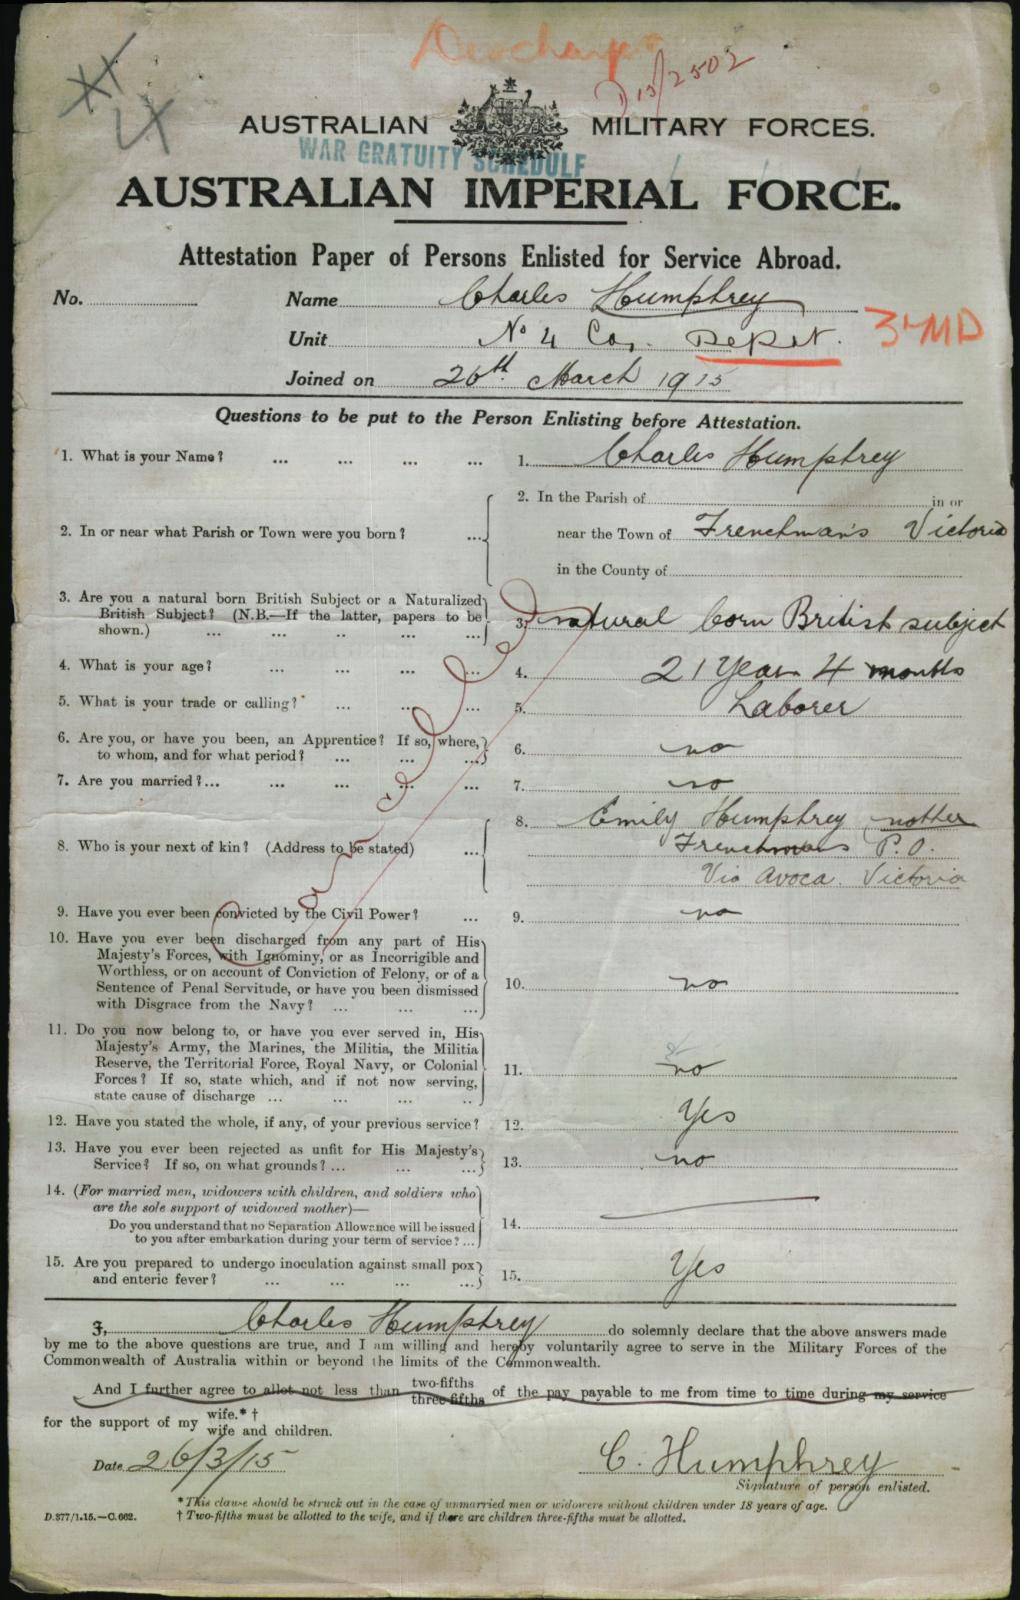 D13/2502
AUSTRALIAN MILITARY FORCES.
WAR GRATUITY SCHEDULE
AUSTRALIAN IMPERIAL FORCE.
Attestation Paper of Persons Enlisted for Service Abroad.
No. Name Charles Humphrey
Unit No 4 Coy. Depot. 34MD
Joined on 26th March 1915
Questions to be put to the Person Enlisting before Attestation.
1. What is your Name? ... ... ... ... 1. Charles Humphrey
2. In the Parish of in or
2. In or near what Parish or Town were you born? ... near the Town of Frenchman's Victoria
in the County of
3. Are you a natural born British Subject or a Naturalized
British Subject? (N.B.—If the latter, papers to be 3. natural born British subject
shown.) ... ... .. ... ...
4. What is your age? ... ... ... ... 4. 21 Years 4 months
5. What is your trade or calling? ... ... ... 5. Laborer
6. Are you, or have you been, an Apprentice? If so, where, 6. no
to whom, and for what period? ... ... ... ...
7. Are you married? ... ... ... ... ... 7. no
8. Emily Humphrey mother
8. Who is your next of kin? (Address to be stated) ... Frenchmans P.O.
Via Avoca. Victoria
Cancelled
9. Have you ever been convicted by the Civil Power? ... 9. no
10. Have you ever been discharged from any part of His
Majesty's Forces, with Ignominy, or as Incorrigible and
Worthless, or on account of Conviction of Felony, or of a
Sentence of Penal Servitude, or have you been dismissed 10. no
with Disgrace from the Navy? ... ... ... ...
11. Do you now belong to, or have you ever served in, His
Majesty's Army, the Marines, the Militia, the Militia
Reserve, the Territorial Force, Royal Navy, or Colonial 11. no
Forces? If so, state which, and if not now serving,
state cause of discharge ... ... ... ..
12. Have you stated the whole, if any, of your previous service? 12. Yes
13. Have you ever been rejected as unfit for His Majesty's
Service? If so, on what grounds? ... ... ... 13. no
14. (For married men, widowers with children, and soldiers who
are the sole support of widowed mother)—
Do you understand that no Separation Allowance will be issued 14.
to you after embarkation during your term of service? ...
15. Are you prepared to undergo inoculation against small pox
and enteric fever? ... ... ... ... 15. Yes
I, Charles Humphrey do solemnly declare that the above answers made
by me to the above questions are true, and I am willing and hereby voluntarily agree to serve in the Military Forces of the
Commonwealth of Australia within or beyond the limits of the Commonwealth.
And I further agree to allot not less than two-fifths three-fifths of the pay payable to me from time to time during my service
for the support of my wife.* † wife and children.
Date 26/3/15 C. Humphrey
Signature of person enlisted.
* This clause should be struck out in the case of unmarried men or widowers without children under 18 years of age.
D.377/1.15.—C.662. † Two-fifths must be allotted to the wife, and if there are children three-fifths must be allotted.